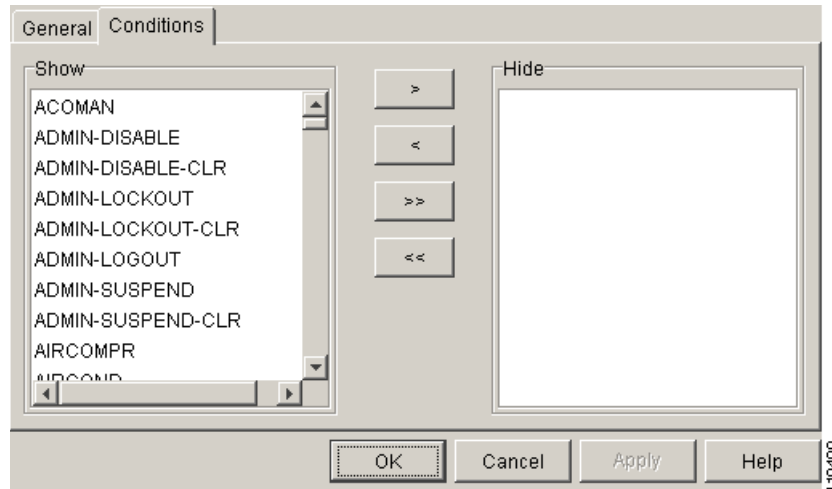 General Conditions
Show
ACOMAN
ADMIN-DISABLE
ADMIN-DISABLE-CLR
ADMIN-LOCKOUT
ADMIN-LOCKOUT-CLR
ADMIN-LOGOUT
ADMIN-SUSPEND
ADMIN-SUSPEND-CLR
AIRCOMPR
>
<
>>
<<
Hide
OK Cancel Apply Help